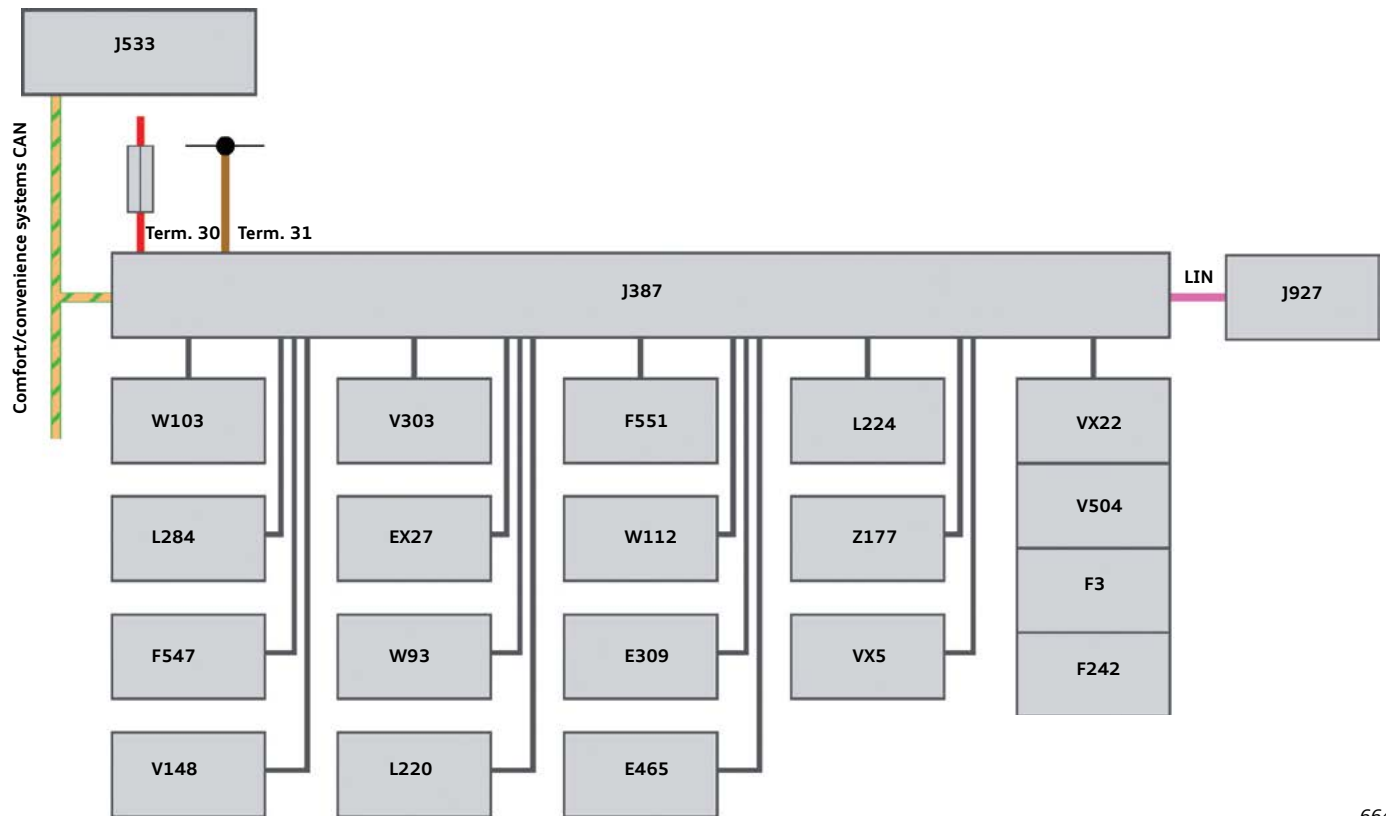 J533
Comfort/convenience systems CAN
Term. 30
Term. 31
J387
LIN
J927
W103
V303
F551
L224
VX22
L284
EX27
W112
Z177
V504
F547
W93
E309
VX5
F3
F242
V148
L220
E465